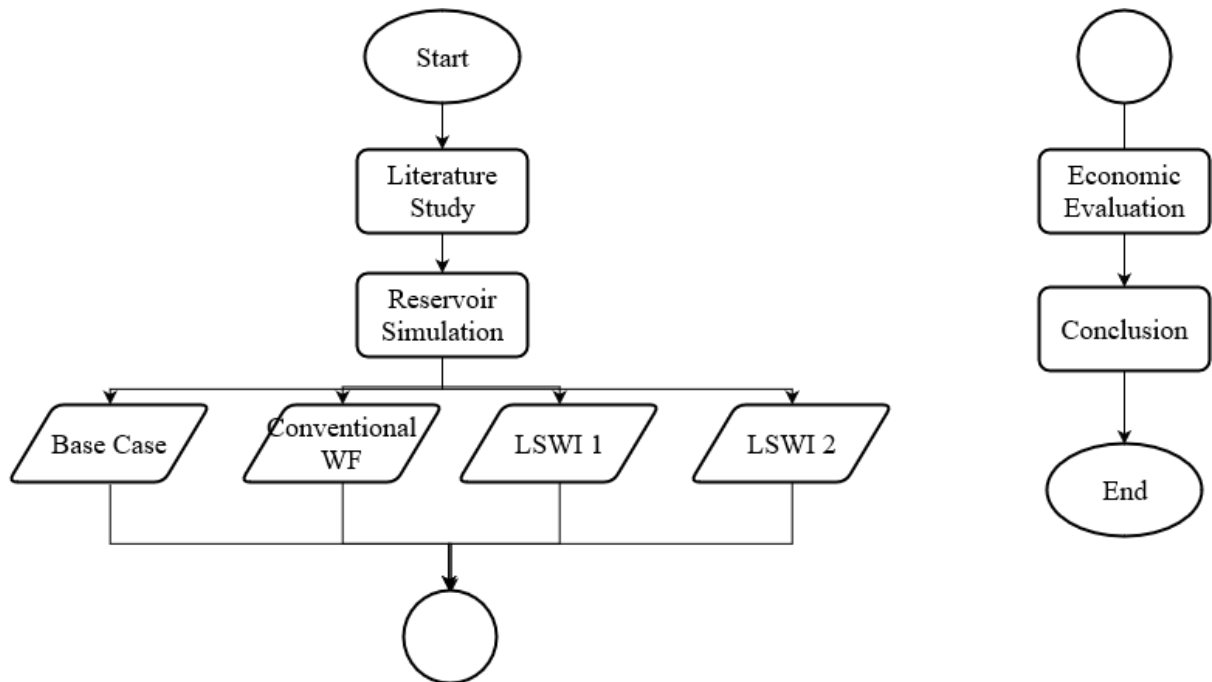 Start
Literature
Study
Reservoir
Simulation
Base Case
Conventional
WF
LSWI 1
LSWI 2
Economic
Evaluation
Conclusion
End